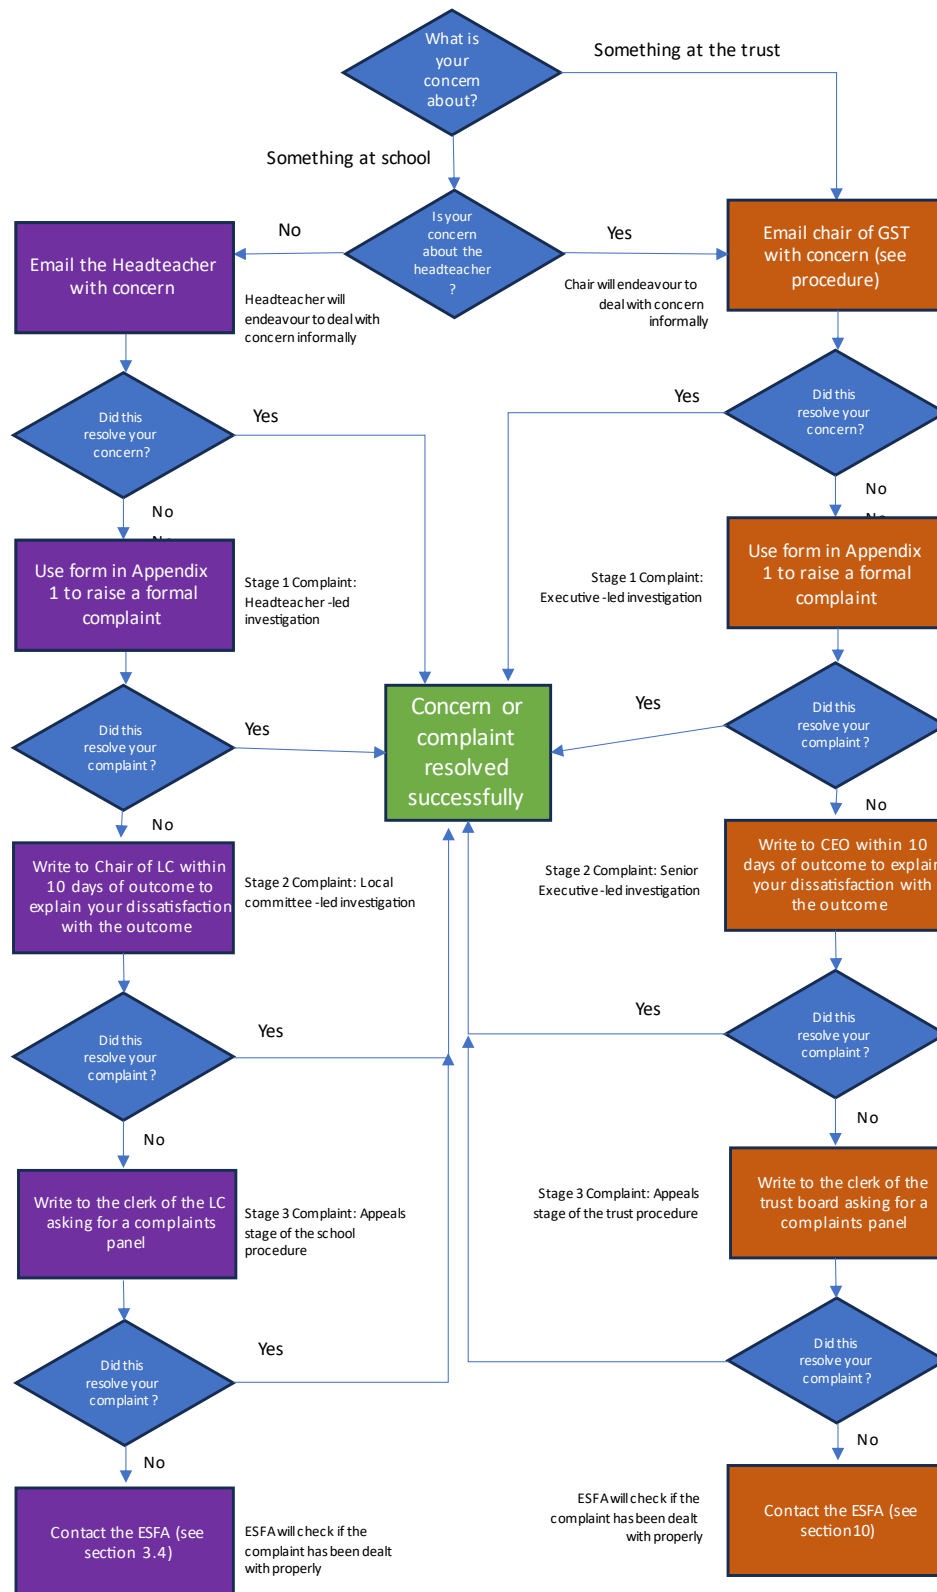 What is
your
concern
about?
Something at the trust
Something at school
Is your
concern
about the
headteacher
?
No
Yes
Email the Headteacher
with concern
Email chair of GST
with concern (see
procedure)
Headteacher will
endeavour to deal with
concern informally
Chair will endeavour to
deal with concern
informally
Did this
resolve your
concern?
Yes
Yes
Did this
resolve your
concern?
No
No
No
No
Use form in Appendix
1 to raise a formal
complaint
Stage 1 Complaint:
Headteacher -led
investigation
Stage 1 Complaint:
Executive -led investigation
Use form in Appendix
1 to raise a formal
complaint
Did this
resolve your
complaint ?
Yes
Concern or
complaint
resolved
successfully
Yes
Did this
resolve your
complaint ?
No
No
Write to Chair of LC within
10 days of outcome to
explain your dissatisfaction
with the outcome
Stage 2 Complaint: Local
committee -led investigation
Stage 2 Complaint: Senior
Executive -led investigation
Write to CEO within 10
days of outcome to explain
your dissatisfaction with
the outcome
Did this
resolve your
complaint ?
Yes
Yes
Did this
resolve your
complaint ?
No
No
Write to the clerk of the LC
asking for a complaints
panel
Stage 3 Complaint: Appeals
stage of the school
procedure
Stage 3 Complaint: Appeals
stage of the trust procedure
Write to the clerk of the
trust board asking for a
complaints panel
Did this
resolve your
complaint ?
Yes
Did this
resolve your
complaint ?
No
No
Contact the ESFA (see
section 3.4)
ESFA will check if the
complaint has been dealt
with properly
ESFA will check if the
complaint has been dealt
with properly
Contact the ESFA (see
section 10)